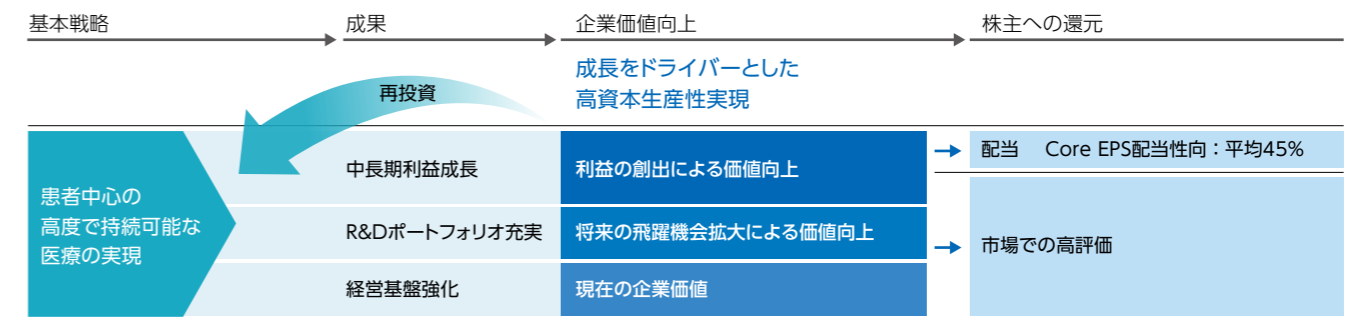 基本戦略
成果
企業価値向上
株主への還元
成長をドライバーとした
高資本生産性実現
再投資
患者中心の
高度で持続可能な
医療の実現
中長期利益成長
利益の創出による価値向上
配当 Core EPS配当性向：平均45%
R&Dポートフォリオ充実
将来の飛躍機会拡大による価値向上
市場での高評価
経営基盤強化
現在の企業価値